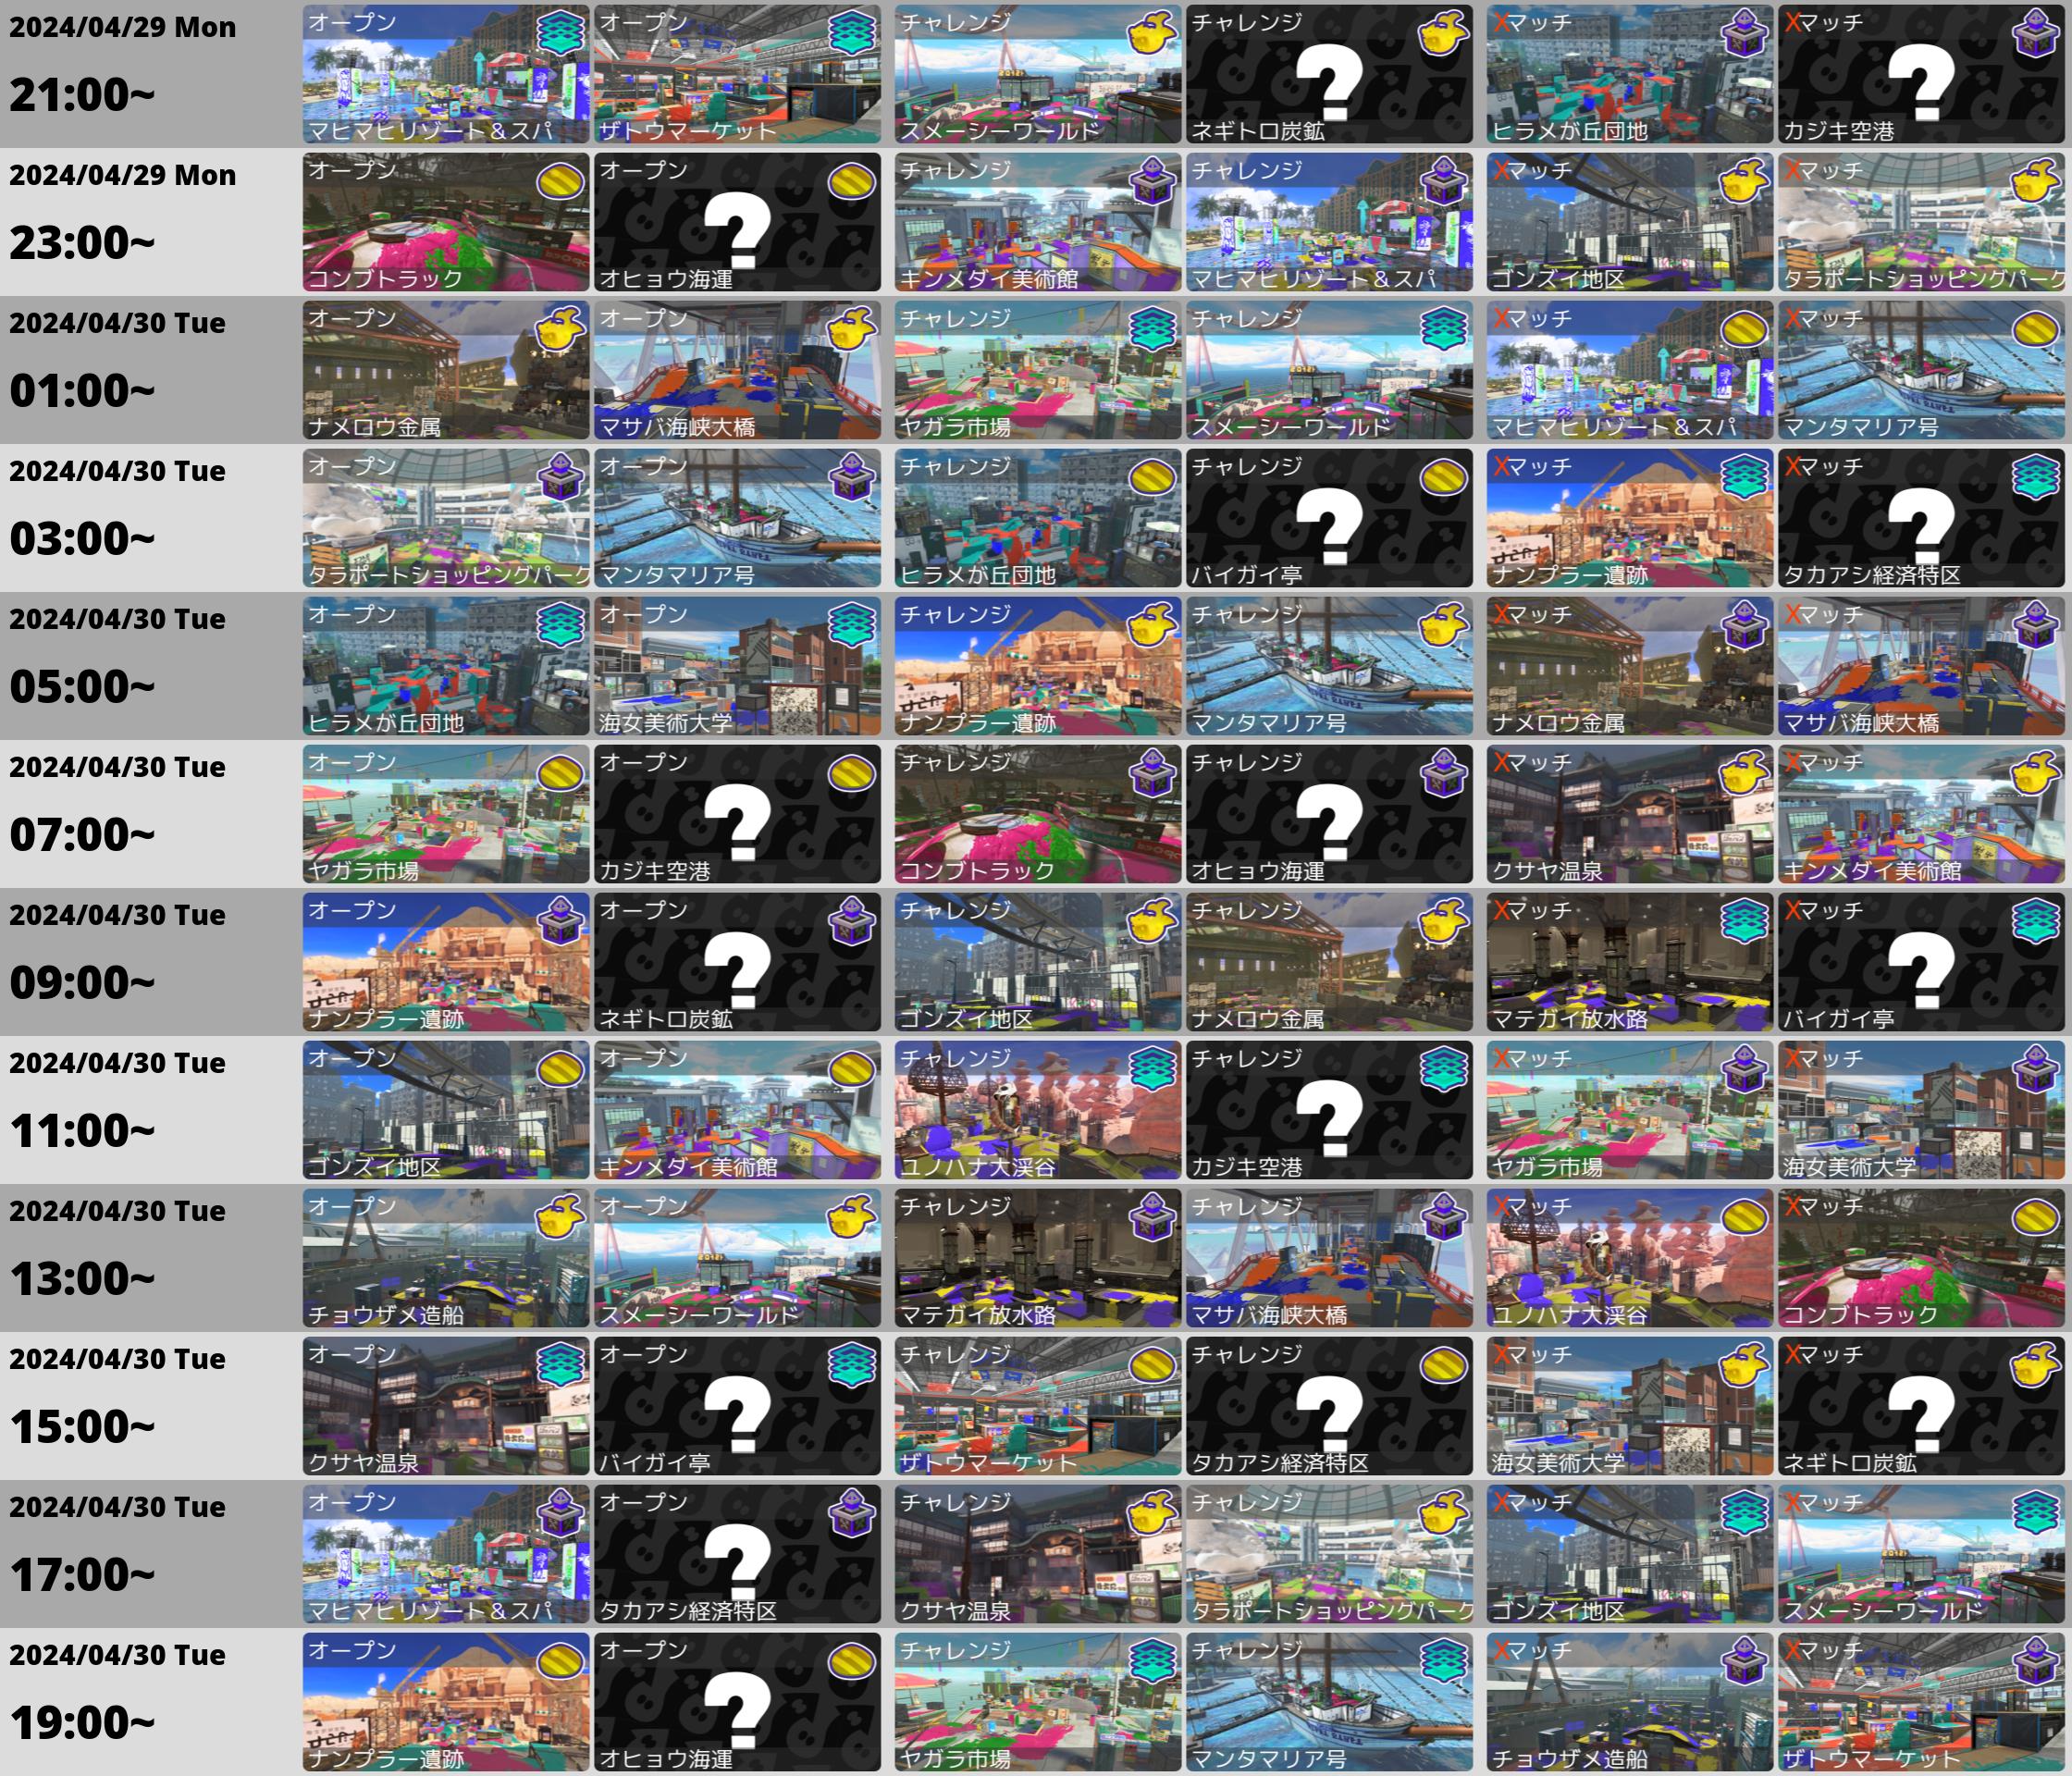 2024/04/29 Mon
21:00~
オープン
マヒマヒリゾート＆スパ
オープン
ザトウマーケット
チャレンジ
スメーシーワールド
チャレンジ
ネギトロ炭鉱
Xマッチ
ヒラメが丘団地
Xマッチ
カジキ空港
2024/04/29 Mon
23:00~
オープン
コンブトラック
オープン
オヒョウ海運
チャレンジ
キンメダイ美術館
チャレンジ
マヒマヒリゾート＆スパ
Xマッチ
ゴンズイ地区
Xマッチ
タラポートショッピングパーク
2024/04/30 Tue
01:00~
オープン
ナメロウ金属
オープン
マサバ海峡大橋
チャレンジ
ヤガラ市場
チャレンジ
スメーシーワールド
Xマッチ
マヒマヒリゾート＆スパ
Xマッチ
マンタマリア号
2024/04/30 Tue
03:00~
オープン
タラポートショッピングパーク
オープン
マンタマリア号
チャレンジ
ヒラメが丘団地
チャレンジ
バイガイ亭
Xマッチ
ナンプラー遺跡
Xマッチ
タカアシ経済特区
2024/04/30 Tue
05:00~
オープン
ヒラメが丘団地
オープン
海女美術大学
チャレンジ
ナンプラー遺跡
チャレンジ
マンタマリア号
Xマッチ
ナメロウ金属
Xマッチ
マサバ海峡大橋
2024/04/30 Tue
07:00~
オープン
ヤガラ市場
オープン
カジキ空港
チャレンジ
コンブトラック
チャレンジ
オヒョウ海運
Xマッチ
クサヤ温泉
Xマッチ
キンメダイ美術館
2024/04/30 Tue
09:00~
オープン
ナンプラー遺跡
オープン
ネギトロ炭鉱
チャレンジ
ゴンズイ地区
チャレンジ
ナメロウ金属
Xマッチ
マテガイ放水路
Xマッチ
バイガイ亭
2024/04/30 Tue
11:00~
オープン
ゴンズイ地区
オープン
キンメダイ美術館
チャレンジ
ユノハナ大渓谷
チャレンジ
カジキ空港
Xマッチ
ヤガラ市場
Xマッチ
海女美術大学
2024/04/30 Tue
13:00~
オープン
チョウザメ造船
オープン
スメーシーワールド
チャレンジ
マテガイ放水路
チャレンジ
マサバ海峡大橋
Xマッチ
ユノハナ大渓谷
Xマッチ
コンブトラック
2024/04/30 Tue
15:00~
オープン
クサヤ温泉
オープン
バイガイ亭
チャレンジ
ザトウマーケット
チャレンジ
タカアシ経済特区
Xマッチ
海女美術大学
Xマッチ
ネギトロ炭鉱
2024/04/30 Tue
17:00~
オープン
マヒマヒリゾート＆スパ
オープン
タカアシ経済特区
チャレンジ
クサヤ温泉
チャレンジ
タラポートショッピングパーク
Xマッチ
ゴンズイ地区
Xマッチ
スメーシーワールド
2024/04/30 Tue
19:00~
オープン
ナンプラー遺跡
オープン
オヒョウ海運
チャレンジ
ヤガラ市場
チャレンジ
マンタマリア号
Xマッチ
チョウザメ造船
Xマッチ
ザトウマーケット